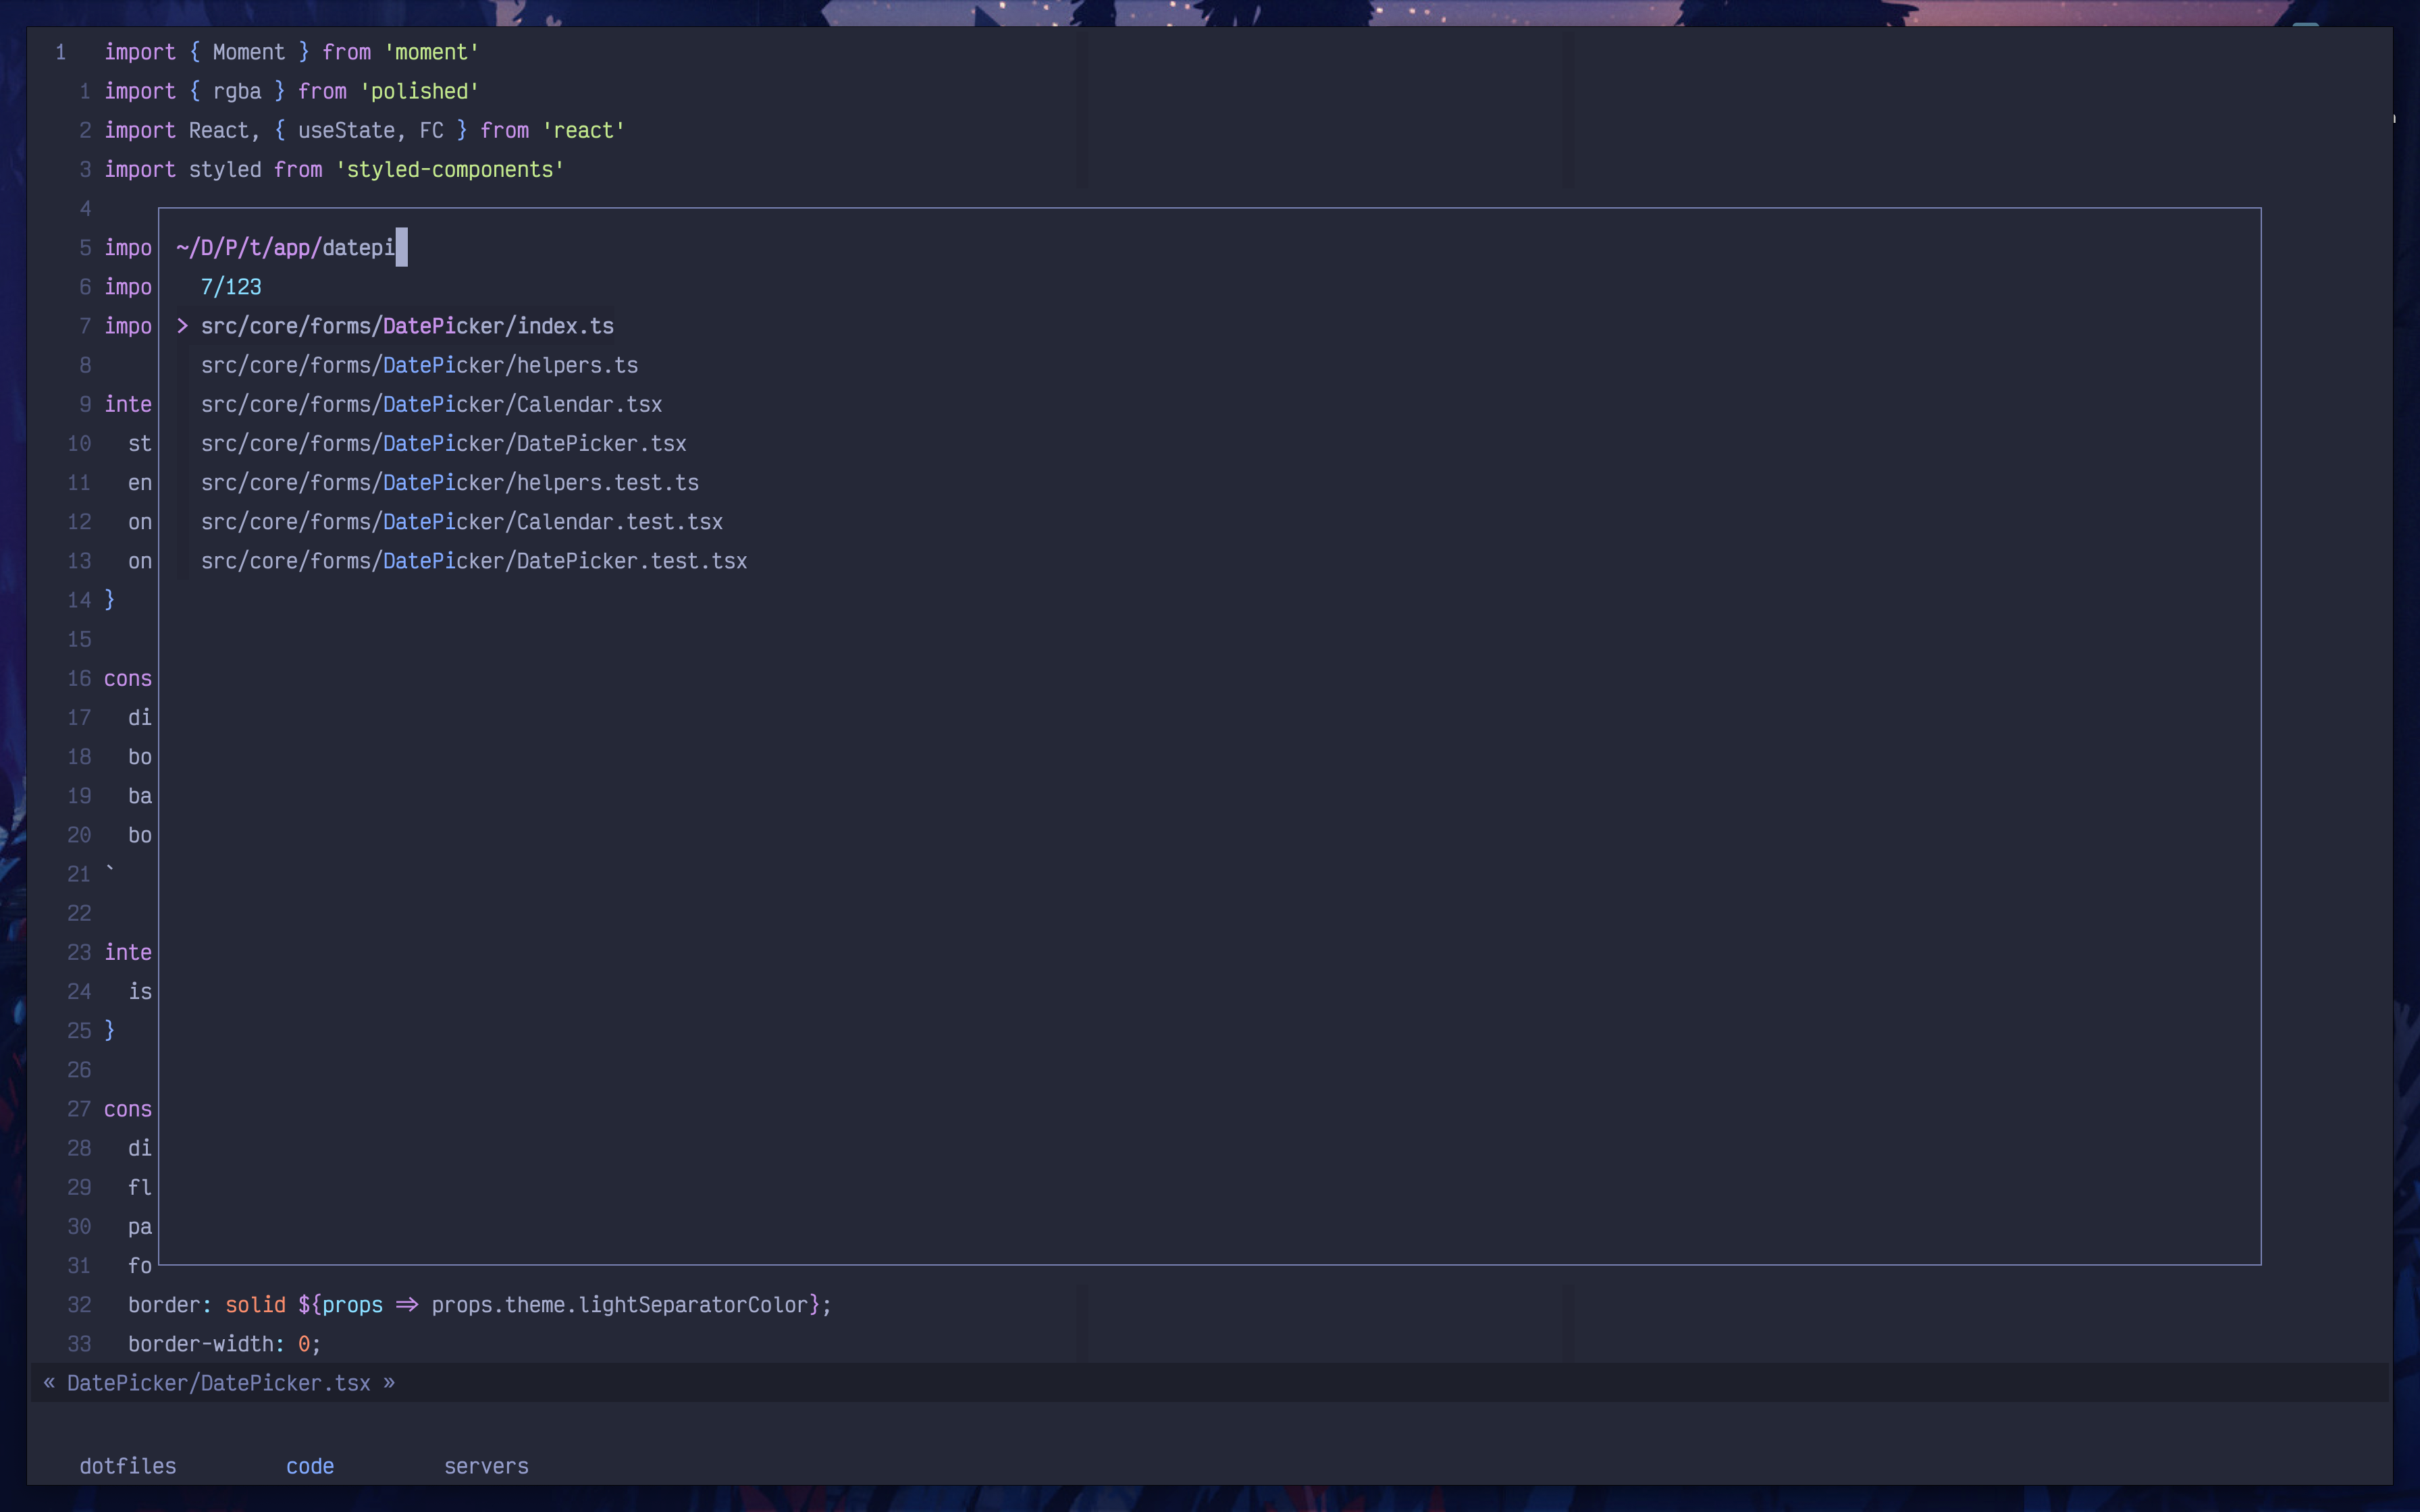 1 import { Moment } from 'moment'
1 import { rgba } from 'polished'
2 import React, { useState, FC } from 'react'
3 import styled from 'styled-components'
4
5 impo ~/D/P/t/app/datepi
6 impo 7/123
7 impo > src/core/forms/DatePicker/index.ts
8 src/core/forms/DatePicker/helpers.ts
9 inte src/core/forms/DatePicker/Calendar.tsx
10 st src/core/forms/DatePicker/DatePicker.tsx
11 en src/core/forms/DatePicker/helpers.test.ts
12 on src/core/forms/DatePicker/Calendar.test.tsx
13 on src/core/forms/DatePicker/DatePicker.test.tsx
14 }
15
16 cons
17 di
18 bo
19 ba
20 bo
21 `
22
23 inte
24 is
25 }
26
27 cons
28 di
29 fl
30 pa
31 fo
32 border: solid ${props => props.theme.lightSeparatorColor};
33 border-width: 0;
« DatePicker/DatePicker.tsx »
dotfiles code servers